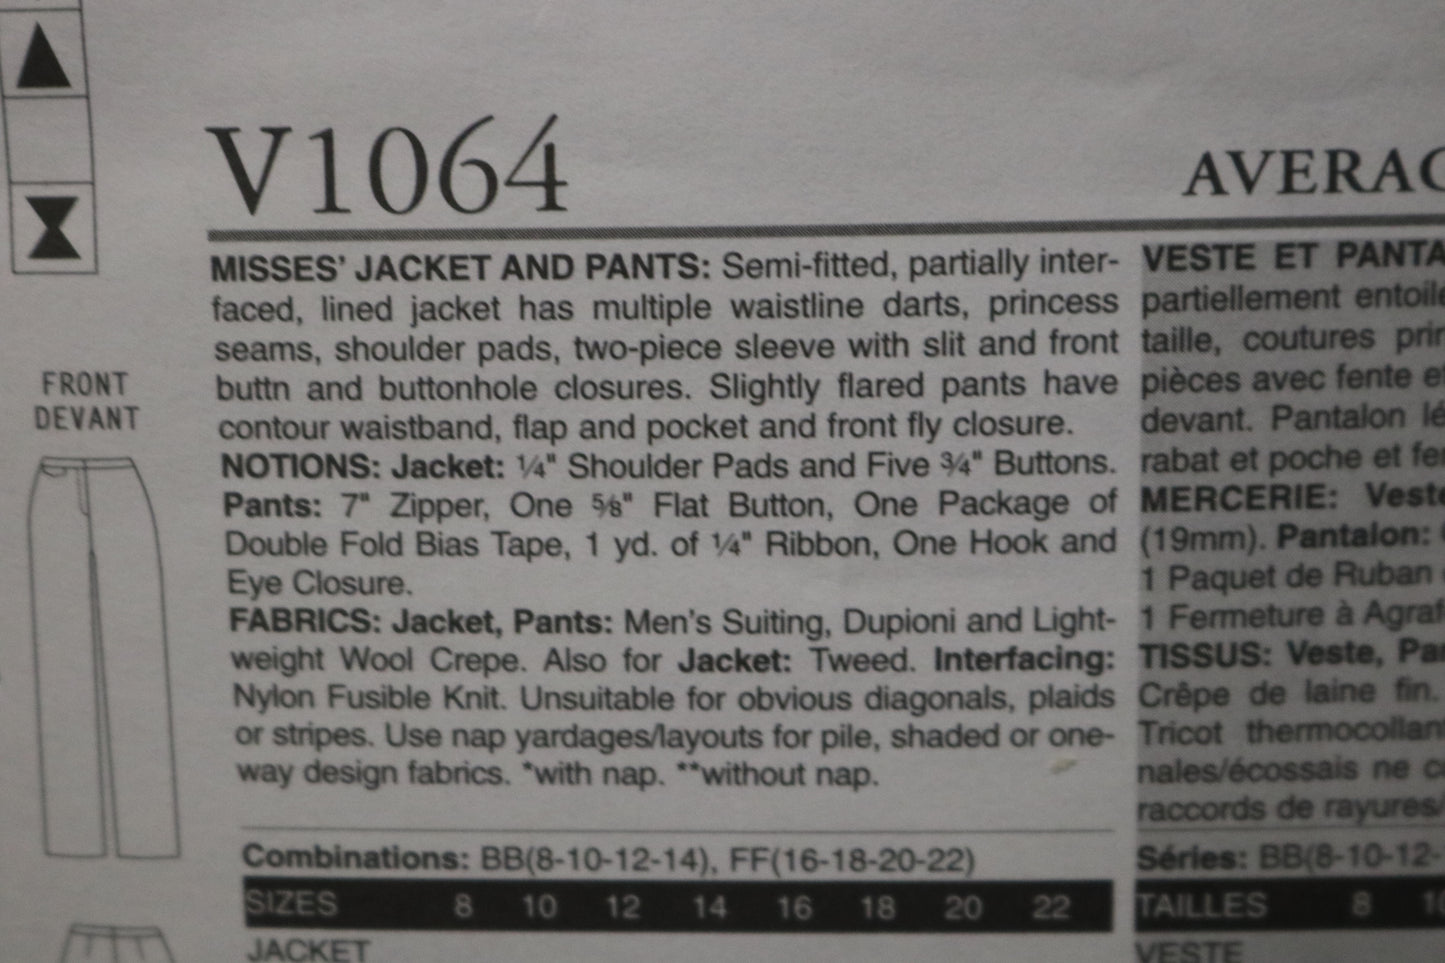 V1064
AVERAG
FRONT
DEVANT
MISSES' JACKET AND PANTS: Semi-fitted, partially inter-
faced, lined jacket has multiple waistline darts, princess
seams, shoulder pads, two-piece sleeve with slit and front
buttn and buttonhole closures. Slightly flared pants have
contour waistband, flap and pocket and front fly closure.
NOTIONS: Jacket: 1/4" Shoulder Pads and Five 3/4" Buttons.
Pants: 7" Zipper, One 5/8" Flat Button, One Package of
Double Fold Bias Tape, 1 yd. of 1/4" Ribbon, One Hook and
Eye Closure.
FABRICS: Jacket, Pants: Men's Suiting, Dupioni and Light-
weight Wool Crepe. Also for Jacket: Tweed. Interfacing:
Nylon Fusible Knit. Unsuitable for obvious diagonals, plaids
or stripes. Use nap yardages/layouts for pile, shaded or one-
way design fabrics. *with nap. **without nap.
Combinations: BB(8-10-12-14), FF(16-18-20-22)
SIZES 8 10 12 14 16 18 20 22
JACKET
VESTE ET PANTA
partiellement entoilé
taille, coutures prin
pièces avec fente et
devant. Pantalon lé
rabat et poche et fe
MERCERIE: Veste
(19mm). Pantalon:
1 Paquet de Ruban
1 Fermeture à Agraf
TISSUS: Veste, Pa
Crêpe de laine fin.
Tricot thermocollan
nales/écossais ne c
raccords de rayures/
Séries: BB(8-10-12-
TAILLES 8 10
VESTE